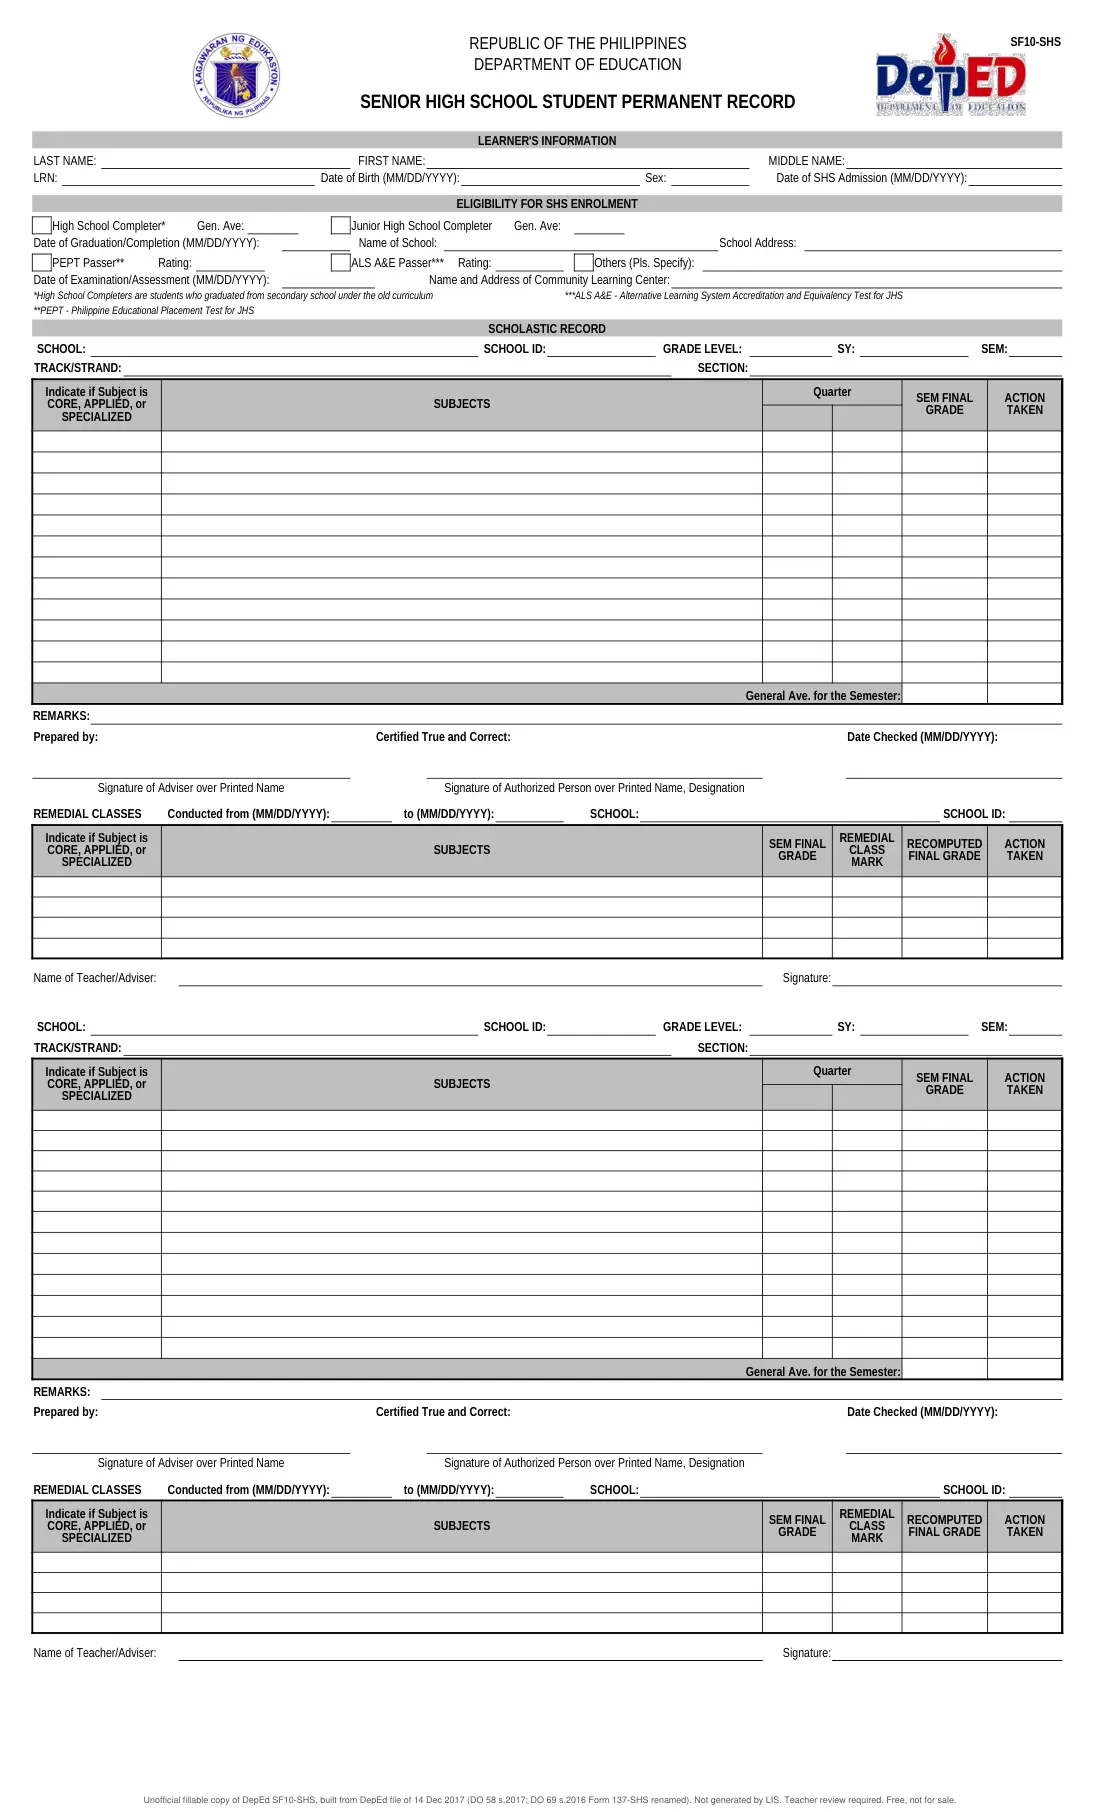 REPUBLIC OF THE PHILIPPINES
DEPARTMENT OF EDUCATION
SENIOR HIGH SCHOOL STUDENT PERMANENT RECORD
SF10-SHS
KAGAWARAN NG EDUKASYON
REPUBLIKA NG PILIPINAS
DepED
DEPARTMENT OF EDUCATION
LEARNER'S INFORMATION
LAST NAME: FIRST NAME: MIDDLE NAME:
LRN: Date of Birth (MM/DD/YYYY): Sex: Date of SHS Admission (MM/DD/YYYY):
ELIGIBILITY FOR SHS ENROLMENT
High School Completer* Gen. Ave: Junior High School Completer Gen. Ave:
Date of Graduation/Completion (MM/DD/YYYY): Name of School: School Address:
PEPT Passer** Rating: ALS A&E Passer*** Rating: Others (Pls. Specify):
Date of Examination/Assessment (MM/DD/YYYY): Name and Address of Community Learning Center:
*High School Completers are students who graduated from secondary school under the old curriculum ***ALS A&E - Alternative Learning System Accreditation and Equivalency Test for JHS
**PEPT - Philippine Educational Placement Test for JHS
SCHOLASTIC RECORD
SCHOOL: SCHOOL ID: GRADE LEVEL: SY: SEM:
TRACK/STRAND: SECTION:
Indicate if Subject is
CORE, APPLIED, or
SPECIALIZED
SUBJECTS
Quarter
SEM FINAL
GRADE
ACTION
TAKEN
General Ave. for the Semester:
REMARKS:
Prepared by: Certified True and Correct: Date Checked (MM/DD/YYYY):
Signature of Adviser over Printed Name Signature of Authorized Person over Printed Name, Designation
REMEDIAL CLASSES Conducted from (MM/DD/YYYY): to (MM/DD/YYYY): SCHOOL: SCHOOL ID:
Indicate if Subject is
CORE, APPLIED, or
SPECIALIZED
SUBJECTS
SEM FINAL
GRADE
REMEDIAL
CLASS
MARK
RECOMPUTED
FINAL GRADE
ACTION
TAKEN
Name of Teacher/Adviser: Signature:
SCHOOL: SCHOOL ID: GRADE LEVEL: SY: SEM:
TRACK/STRAND: SECTION:
Indicate if Subject is
CORE, APPLIED, or
SPECIALIZED
SUBJECTS
Quarter
SEM FINAL
GRADE
ACTION
TAKEN
General Ave. for the Semester:
REMARKS:
Prepared by: Certified True and Correct: Date Checked (MM/DD/YYYY):
Signature of Adviser over Printed Name Signature of Authorized Person over Printed Name, Designation
REMEDIAL CLASSES Conducted from (MM/DD/YYYY): to (MM/DD/YYYY): SCHOOL: SCHOOL ID:
Indicate if Subject is
CORE, APPLIED, or
SPECIALIZED
SUBJECTS
SEM FINAL
GRADE
REMEDIAL
CLASS
MARK
RECOMPUTED
FINAL GRADE
ACTION
TAKEN
Name of Teacher/Adviser: Signature:
Unofficial fillable copy of DepEd SF10-SHS, built from DepEd file of 14 Dec 2017 (DO 58 s.2017; DO 69 s.2016 Form 137-SHS renamed). Not generated by LIS. Teacher review required. Free, not for sale.